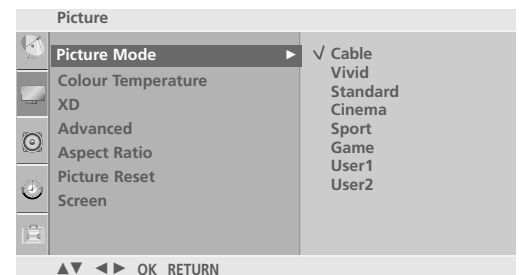 Picture
Picture Mode ► √ Cable
Vivid
Colour Temperature
Standard
XD
Cinema
Advanced
Sport
Aspect Ratio
Game
Picture Reset
User1
Screen
User2
▲▼ ◄► OK RETURN